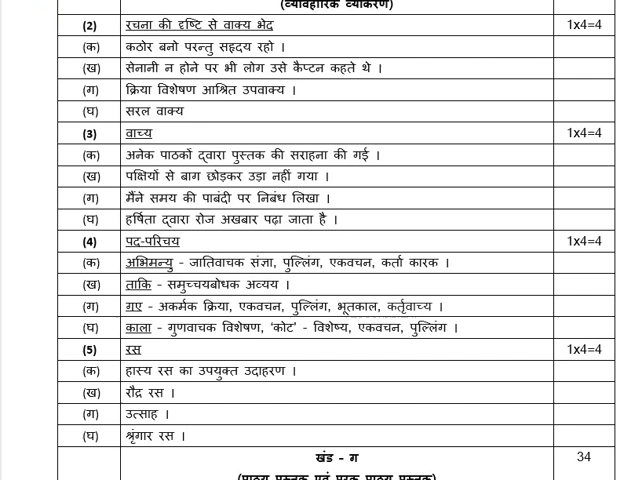 (व्यावहारिक व्याकरण)
(2) रचना की दृष्टि से वाक्य भेद 1x4=4
(क) कठोर बनो परन्तु सहृदय रहो ।
(ख) सेनानी न होने पर भी लोग उसे कैप्टन कहते थे ।
(ग) क्रिया विशेषण आश्रित उपवाक्य ।
(घ) सरल वाक्य
(3) वाच्य 1x4=4
(क) अनेक पाठकों द्वारा पुस्तक की सराहना की गई ।
(ख) पक्षियों से बाग छोड़कर उड़ा नहीं गया ।
(ग) मैंने समय की पाबंदी पर निबंध लिखा ।
(घ) हर्षिता द्वारा रोज अखबार पढ़ा जाता है ।
(4) पद-परिचय 1x4=4
(क) अभिमन्यु – जातिवाचक संज्ञा, पुल्लिंग, एकवचन, कर्ता कारक ।
(ख) ताकि – समुच्चयबोधक अव्यय ।
(ग) गए – अकर्मक क्रिया, एकवचन, पुल्लिंग, भूतकाल, कर्तृवाच्य ।
(घ) काला – गुणवाचक विशेषण, 'कोट' – विशेष्य, एकवचन, पुल्लिंग ।
(5) रस 1x4=4
(क) हास्य रस का उपयुक्त उदाहरण ।
(ख) रौद्र रस ।
(ग) उत्साह ।
(घ) श्रृंगार रस ।
खंड – ग 34
(पाठ्य पुस्तक एवं पूरक पाठ्य पुस्तक)